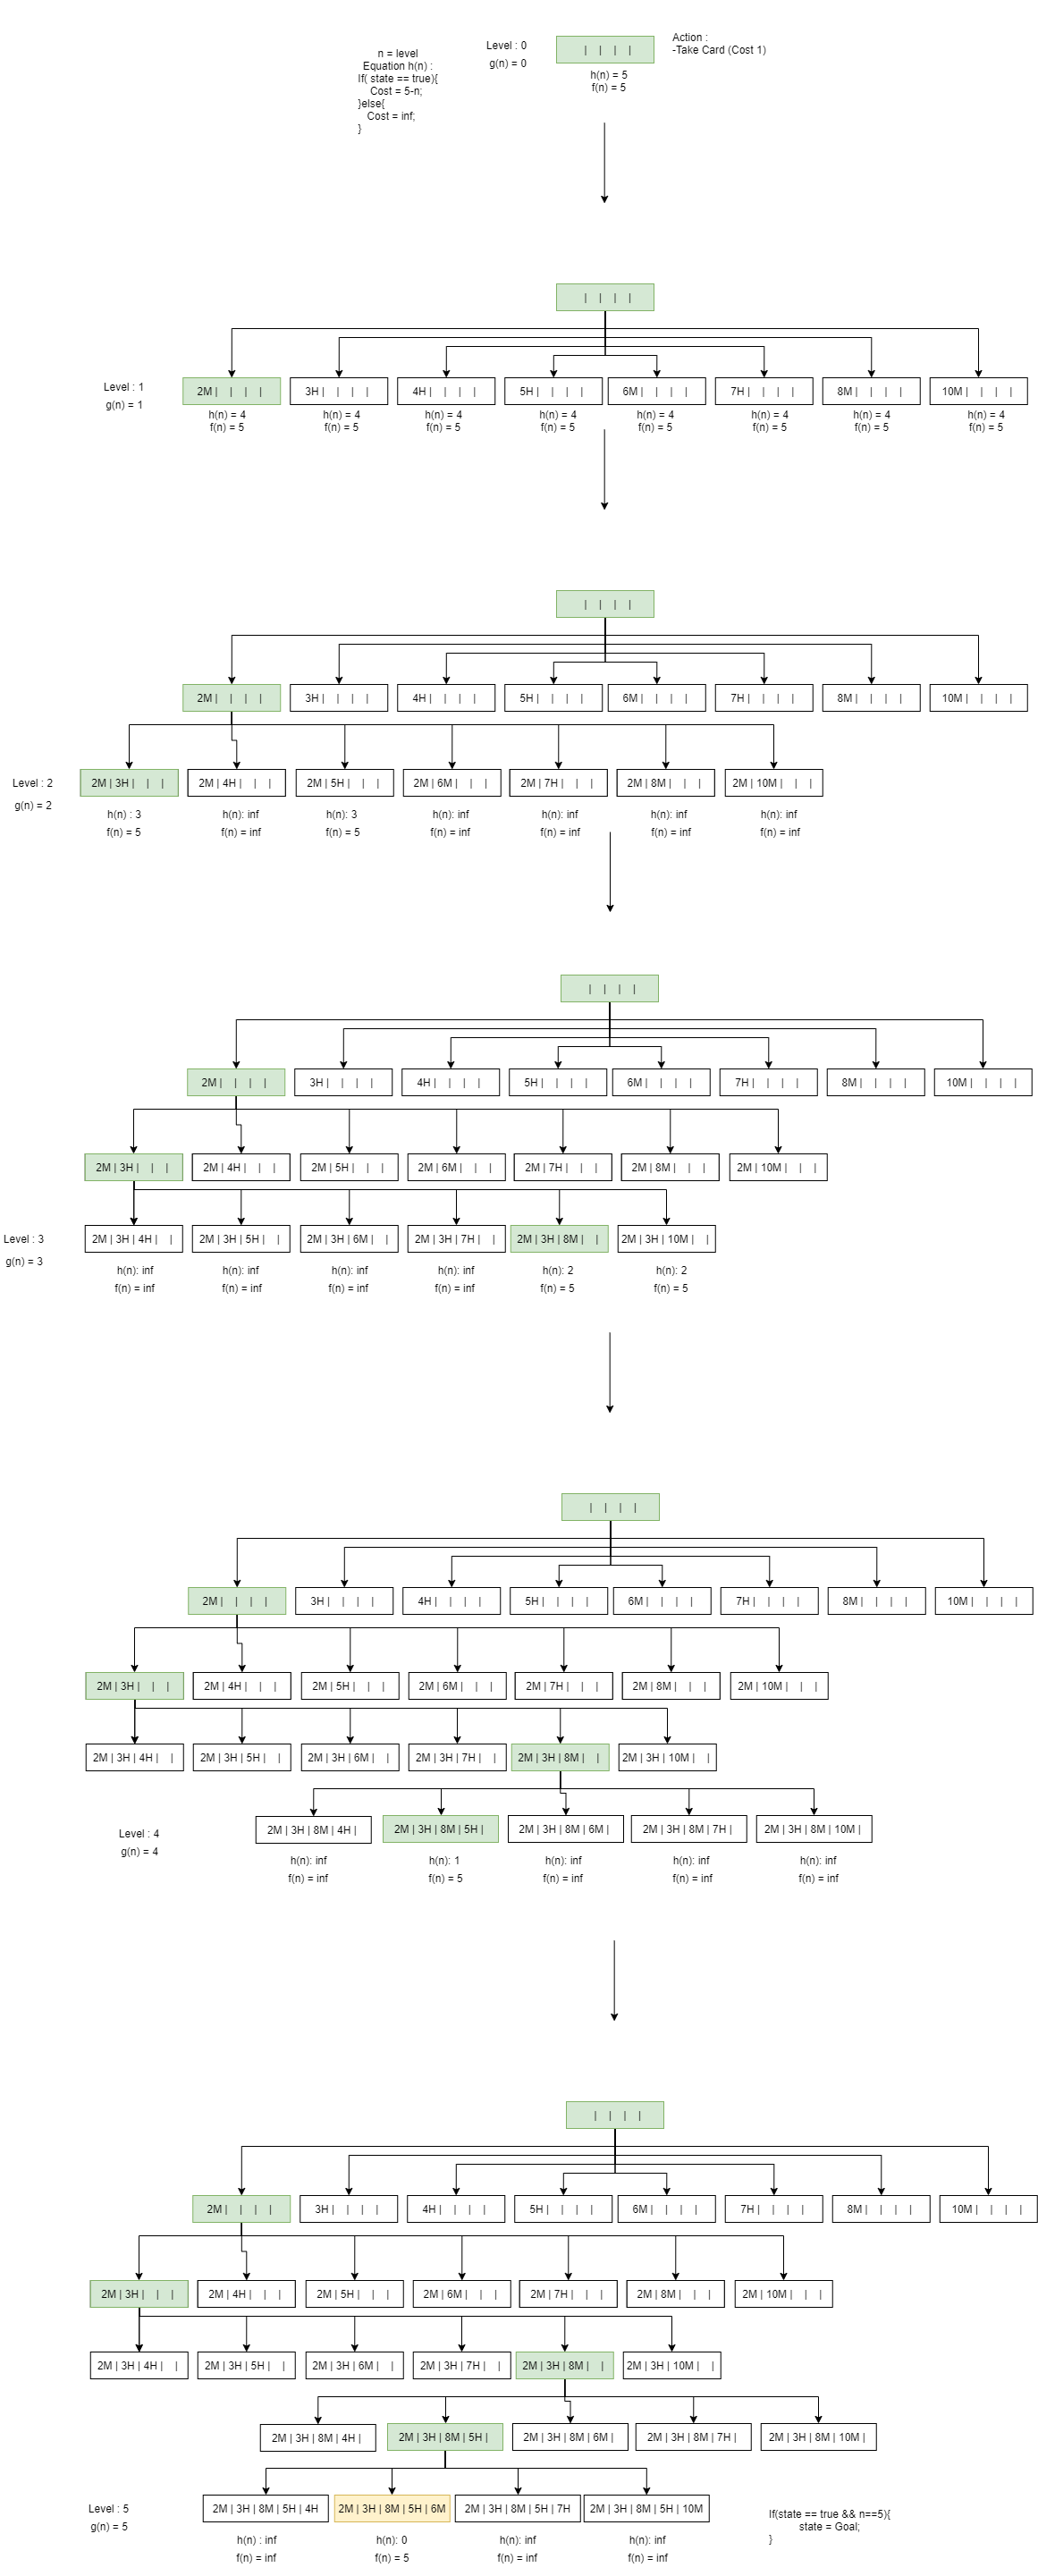 n = level
Equation h(n) :
If( state == true){
Cost = 5-n;
}else{
Cost = inf;
}
Level : 0
g(n) = 0
| | | |
h(n) = 5
f(n) = 5
Action :
-Take Card (Cost 1)
| | | |
Level : 1
g(n) = 1
2M | | | | 3H | | | | 4H | | | | 5H | | | | 6M | | | | 7H | | | | 8M | | | | 10M | | | |
h(n) = 4 h(n) = 4 h(n) = 4 h(n) = 4 h(n) = 4 h(n) = 4 h(n) = 4 h(n) = 4
f(n) = 5 f(n) = 5 f(n) = 5 f(n) = 5 f(n) = 5 f(n) = 5 f(n) = 5 f(n) = 5
| | | |
2M | | | | 3H | | | | 4H | | | | 5H | | | | 6M | | | | 7H | | | | 8M | | | | 10M | | | |
Level : 2
g(n) = 2
2M | 3H | | | 2M | 4H | | | 2M | 5H | | | 2M | 6M | | | 2M | 7H | | | 2M | 8M | | | 2M | 10M | | |
h(n) : 3 h(n): inf h(n): 3 h(n): inf h(n): inf h(n): inf h(n): inf
f(n) = 5 f(n) = inf f(n) = 5 f(n) = inf f(n) = inf f(n) = inf f(n) = inf
| | | |
2M | | | | 3H | | | | 4H | | | | 5H | | | | 6M | | | | 7H | | | | 8M | | | | 10M | | | |
2M | 3H | | | 2M | 4H | | | 2M | 5H | | | 2M | 6M | | | 2M | 7H | | | 2M | 8M | | | 2M | 10M | | |
Level : 3
g(n) = 3
2M | 3H | 4H | | 2M | 3H | 5H | | 2M | 3H | 6M | | 2M | 3H | 7H | | 2M | 3H | 8M | | 2M | 3H | 10M | |
h(n): inf h(n): inf h(n): inf h(n): inf h(n): 2 h(n): 2
f(n) = inf f(n) = inf f(n) = inf f(n) = inf f(n) = 5 f(n) = 5
| | | |
2M | | | | 3H | | | | 4H | | | | 5H | | | | 6M | | | | 7H | | | | 8M | | | | 10M | | | |
2M | 3H | | | 2M | 4H | | | 2M | 5H | | | 2M | 6M | | | 2M | 7H | | | 2M | 8M | | | 2M | 10M | | |
2M | 3H | 4H | | 2M | 3H | 5H | | 2M | 3H | 6M | | 2M | 3H | 7H | | 2M | 3H | 8M | | 2M | 3H | 10M | |
Level : 4
g(n) = 4
2M | 3H | 8M | 4H | 2M | 3H | 8M | 5H | 2M | 3H | 8M | 6M | 2M | 3H | 8M | 7H | 2M | 3H | 8M | 10M |
h(n): inf h(n): 1 h(n): inf h(n): inf h(n): inf
f(n) = inf f(n) = 5 f(n) = inf f(n) = inf f(n) = inf
| | | |
2M | | | | 3H | | | | 4H | | | | 5H | | | | 6M | | | | 7H | | | | 8M | | | | 10M | | | |
2M | 3H | | | 2M | 4H | | | 2M | 5H | | | 2M | 6M | | | 2M | 7H | | | 2M | 8M | | | 2M | 10M | | |
2M | 3H | 4H | | 2M | 3H | 5H | | 2M | 3H | 6M | | 2M | 3H | 7H | | 2M | 3H | 8M | | 2M | 3H | 10M | |
2M | 3H | 8M | 4H | 2M | 3H | 8M | 5H | 2M | 3H | 8M | 6M | 2M | 3H | 8M | 7H | 2M | 3H | 8M | 10M |
Level : 5
g(n) = 5
2M | 3H | 8M | 5H | 4H 2M | 3H | 8M | 5H | 6M 2M | 3H | 8M | 5H | 7H 2M | 3H | 8M | 5H | 10M
h(n) : inf h(n): 0 h(n): inf h(n): inf
f(n) = inf f(n) = 5 f(n) = inf f(n) = inf
If(state == true && n==5){
state = Goal;
}